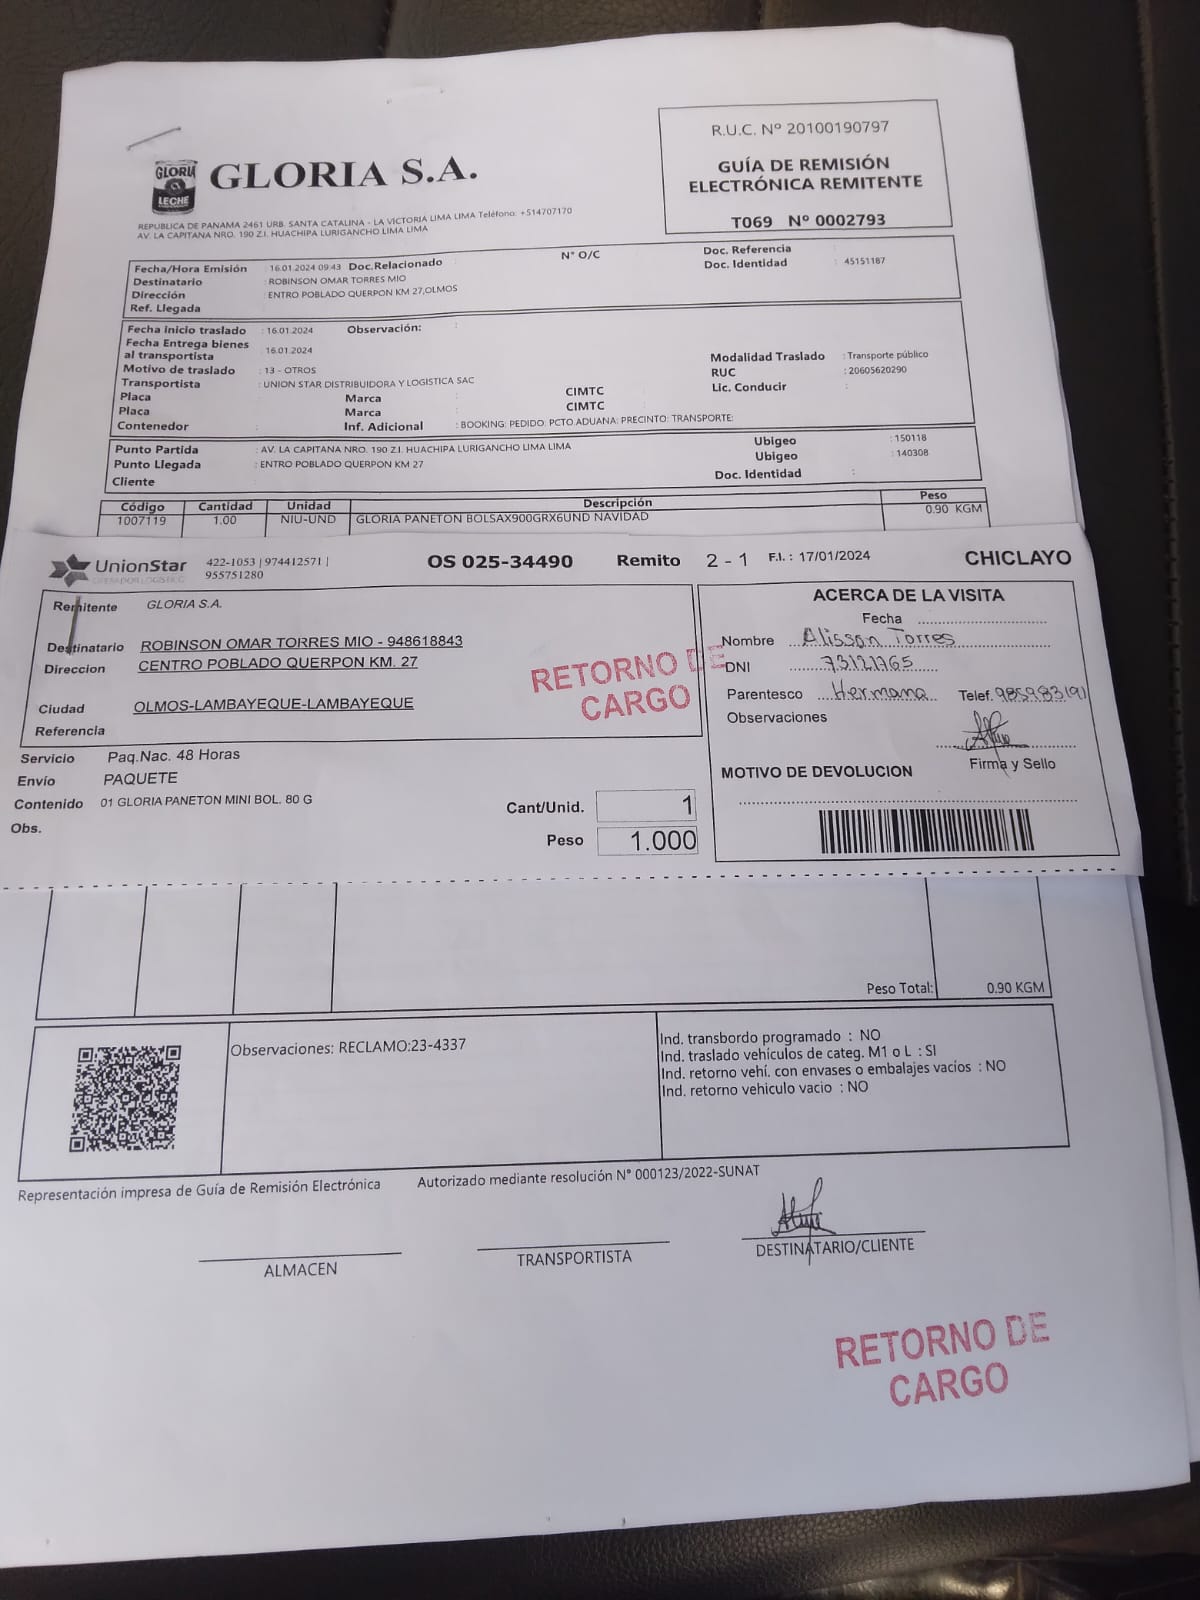 R.U.C. Nº 20100190797
GUÍA DE REMISIÓN
ELECTRÓNICA REMITENTE
T069 Nº 0002793
GLORIA
LECHE
GLORIA S.A.
REPUBLICA DE PANAMA 2461 URB. SANTA CATALINA - LA VICTORIA LIMA LIMA Teléfono: +514707170
AV. LA CAPITANA NRO. 190 Z.I. HUACHIPA LURIGANCHO LIMA LIMA
Fecha/Hora Emisión : 16.01.2024 09:43 Doc.Relacionado : N° O/C Doc. Referencia :
Destinatario : ROBINSON OMAR TORRES MIO Doc. Identidad : 45151187
Dirección : ENTRO POBLADO QUERPON KM 27,OLMOS
Ref. Llegada
Fecha inicio traslado : 16.01.2024 Observación: :
Fecha Entrega bienes
al transportista : 16.01.2024
Motivo de traslado : 13 - OTROS Modalidad Traslado : Transporte público
Transportista : UNION STAR DISTRIBUIDORA Y LOGISTICA SAC RUC : 20605620290
Placa Marca : CIMTC : Lic. Conducir :
Placa Marca : CIMTC :
Contenedor : Inf. Adicional : BOOKING: PEDIDO: PCTO ADUANA: PRECINTO: TRANSPORTE:
Punto Partida : AV. LA CAPITANA NRO. 190 Z.I. HUACHIPA LURIGANCHO LIMA LIMA Ubigeo : 150118
Punto Llegada : ENTRO POBLADO QUERPON KM 27 Ubigeo : 140308
Cliente : Doc. Identidad :
Código Cantidad Unidad Descripción Peso
1007119 1.00 NIU-UND GLORIA PANETON BOLSAX900GRX6UND NAVIDAD 0.90 KGM
UnionStar 422-1053 | 974412571 | OS 025-34490 Remito 2 - 1 F.I. : 17/01/2024 CHICLAYO
OPERADOR LOGISTICO 955751280
Remitente GLORIA S.A.
Destinatario ROBINSON OMAR TORRES MIO - 948618843
Direccion CENTRO POBLADO QUERPON KM. 27
Ciudad OLMOS-LAMBAYEQUE-LAMBAYEQUE
Referencia
RETORNO DE
CARGO
ACERCA DE LA VISITA
Fecha
Nombre Alisson Torres
DNI 73121765
Parentesco Hermana Telef. 985983191
Observaciones
Firma y Sello
MOTIVO DE DEVOLUCION
Servicio Paq.Nac. 48 Horas
Envío PAQUETE
Contenido 01 GLORIA PANETON MINI BOL. 80 G
Obs.
Cant/Unid. 1
Peso 1.000
Peso Total: 0.90 KGM
Observaciones: RECLAMO:23-4337
Ind. transbordo programado : NO
Ind. traslado vehículos de categ. M1 o L : SI
Ind. retorno vehí. con envases o embalajes vacíos : NO
Ind. retorno vehiculo vacio : NO
Representación impresa de Guía de Remisión Electrónica Autorizado mediante resolución N° 000123/2022-SUNAT
ALMACEN
TRANSPORTISTA
DESTINATARIO/CLIENTE
RETORNO DE
CARGO